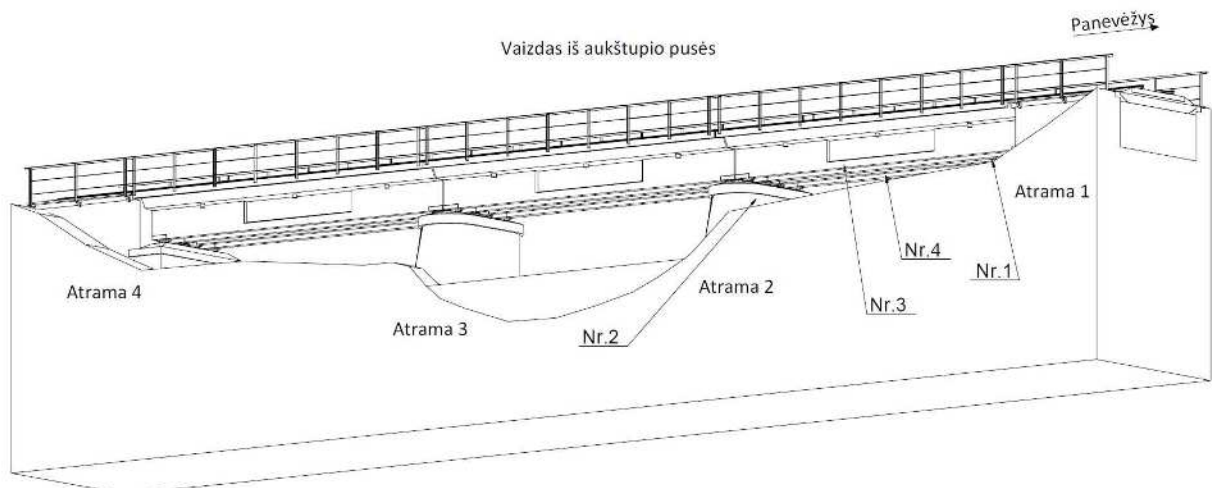 Panevėžys
Vaizdas iš aukštupio pusės
Atrama 1
Nr.4
Nr.1
Atrama 4
Atrama 2
Nr.3
Atrama 3
Nr.2